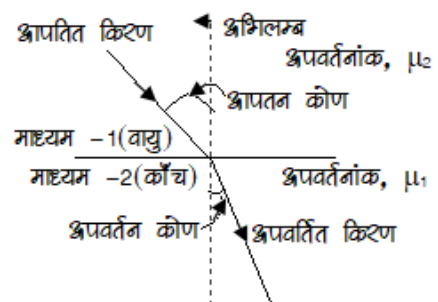 आपतित किरण
अभिलम्ब
अपवर्तनांक, μ2
आपतन कोण
माध्यम -1(वायु)
माध्यम -2(काँच)
अपवर्तनांक, μ1
अपवर्तन कोण
अपवर्तित किरण